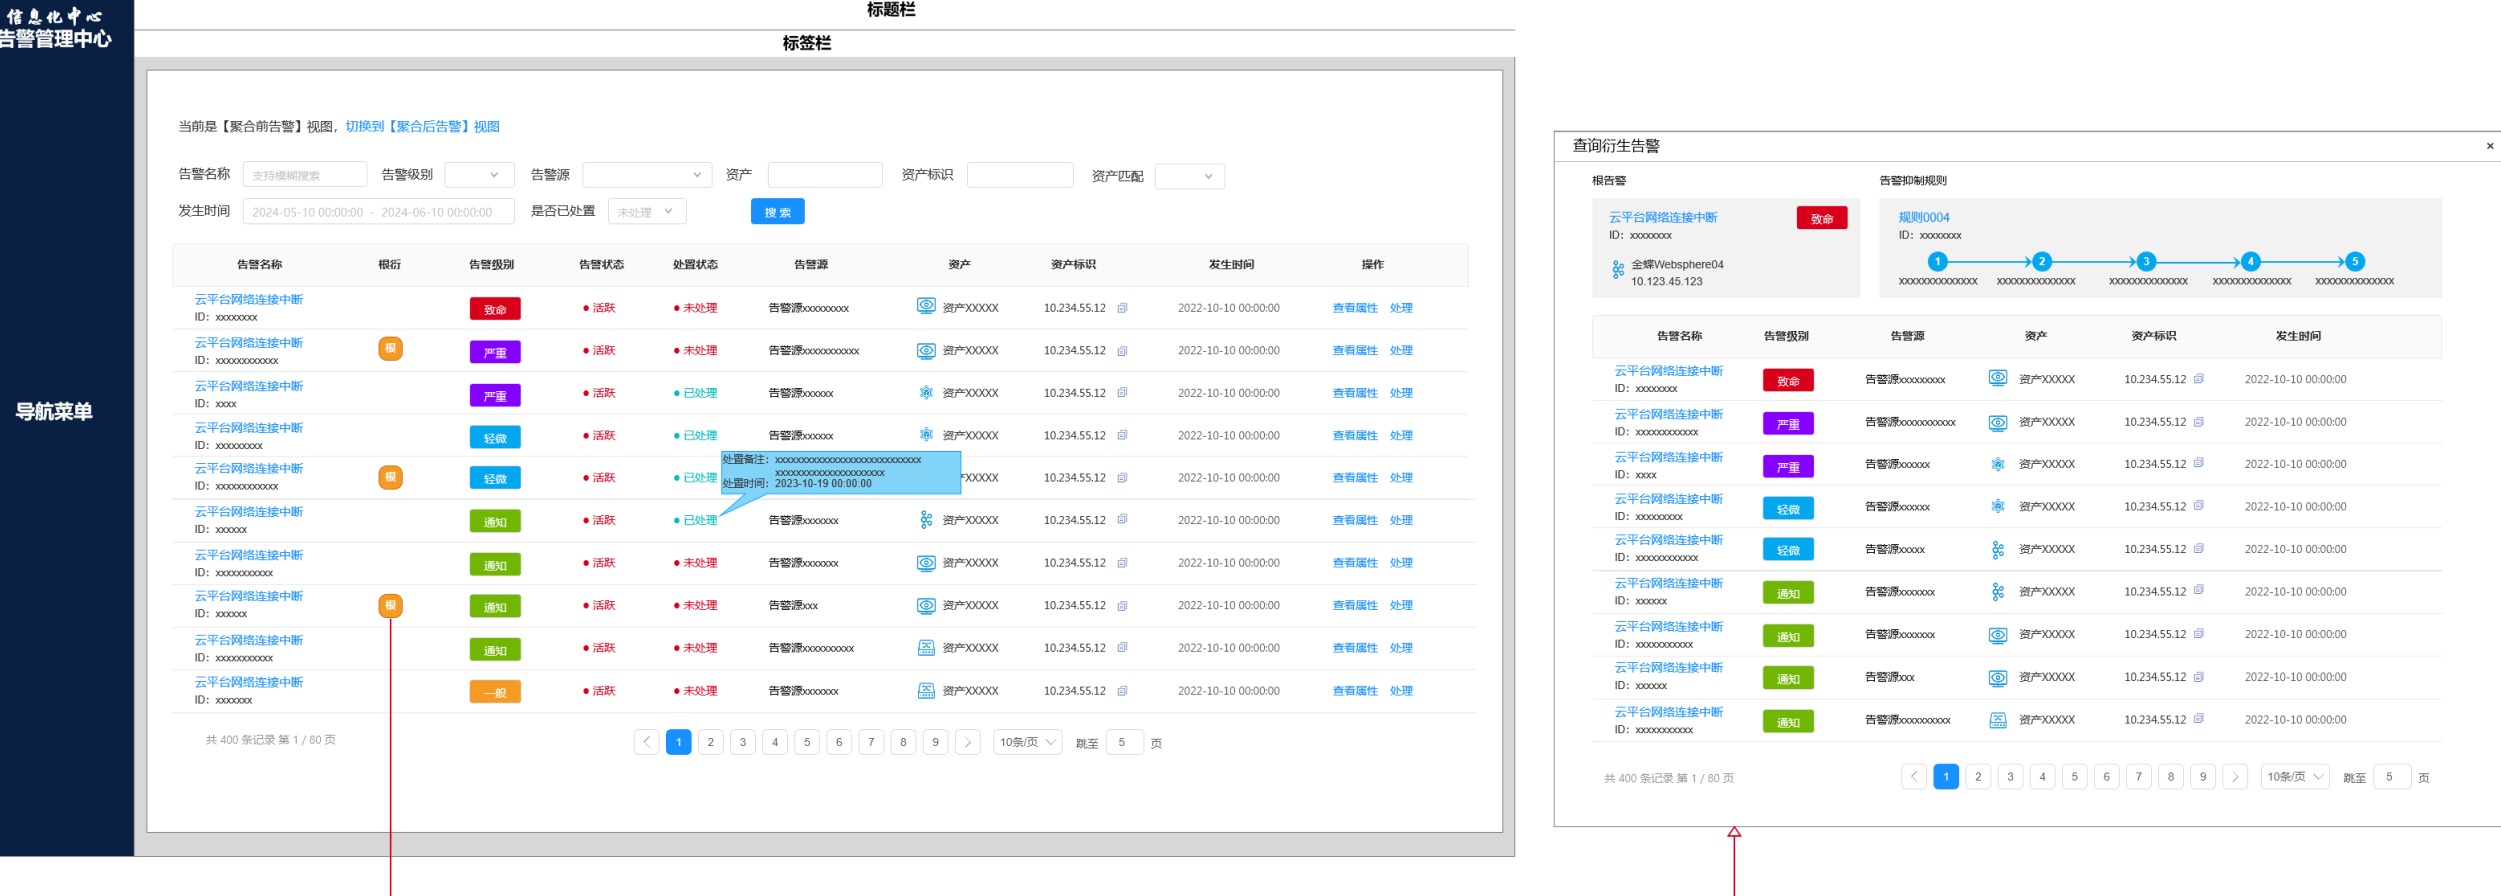 信息化中心
告警管理中心
导航菜单
标题栏
标签栏
当前是【聚合前告警】视图，切换到【聚合后告警】视图
告警名称 支持模糊搜索 告警级别 告警源 资产 资产标识 资产匹配
发生时间 2024-05-10 00:00:00 - 2024-06-10 00:00:00 是否已处置 未处理 搜 索
告警名称 根衍 告警级别 告警状态 处置状态 告警源 资产 资产标识 发生时间 操作
云平台网络连接中断
ID： xxxxxxxx 致命 活跃 未处理 告警源xxxxxxxxx 资产XXXXX 10.234.55.12 2022-10-10 00:00:00 查看属性 处理
云平台网络连接中断
ID： xxxxxxxxxxxx 根 严重 活跃 未处理 告警源xxxxxxxxxxx 资产XXXXX 10.234.55.12 2022-10-10 00:00:00 查看属性 处理
云平台网络连接中断
ID： xxxx 严重 活跃 已处理 告警源xxxxxx 资产XXXXX 10.234.55.12 2022-10-10 00:00:00 查看属性 处理
云平台网络连接中断
ID： xxxxxxxxx 轻微 活跃 已处理 告警源xxxxxx 资产XXXXX 10.234.55.12 2022-10-10 00:00:00 查看属性 处理
云平台网络连接中断
ID： xxxxxxxxxxxx 根 轻微 活跃 已处理 XXXXX 10.234.55.12 2022-10-10 00:00:00 查看属性 处理
处置备注： xxxxxxxxxxxxxxxxxxxxxxxxxxxx
xxxxxxxxxxxxxxxxxxxxx
处置时间： 2023-10-19 00:00:00
云平台网络连接中断
ID： xxxxxx 通知 活跃 已处理 告警源xxxxxxx 资产XXXXX 10.234.55.12 2022-10-10 00:00:00 查看属性 处理
云平台网络连接中断
ID： xxxxxxxxxxx 通知 活跃 未处理 告警源xxxxxxx 资产XXXXX 10.234.55.12 2022-10-10 00:00:00 查看属性 处理
云平台网络连接中断
ID： xxxxxx 根 通知 活跃 未处理 告警源xxx 资产XXXXX 10.234.55.12 2022-10-10 00:00:00 查看属性 处理
云平台网络连接中断
ID： xxxxxxxxxxx 通知 活跃 未处理 告警源xxxxxxxxxx 资产XXXXX 10.234.55.12 2022-10-10 00:00:00 查看属性 处理
云平台网络连接中断
ID： xxxxxxx 一般 活跃 未处理 告警源xxxxxxx 资产XXXXX 10.234.55.12 2022-10-10 00:00:00 查看属性 处理
共 400 条记录 第 1 / 80 页 1 2 3 4 5 6 7 8 9 10条/页 跳至 5 页
查询衍生告警 ×
根告警 告警抑制规则
云平台网络连接中断 致命
ID： xxxxxxxx
金蝶Websphere04
10.123.45.123
规则0004
ID： xxxxxxxx
1 2 3 4 5
xxxxxxxxxxxxxx xxxxxxxxxxxxxx xxxxxxxxxxxxxx xxxxxxxxxxxxxx xxxxxxxxxxxxxx
告警名称 告警级别 告警源 资产 资产标识 发生时间
云平台网络连接中断
ID： xxxxxxxx 致命 告警源xxxxxxxxx 资产XXXXX 10.234.55.12 2022-10-10 00:00:00
云平台网络连接中断
ID： xxxxxxxxxxxx 严重 告警源xxxxxxxxxxx 资产XXXXX 10.234.55.12 2022-10-10 00:00:00
云平台网络连接中断
ID： xxxx 严重 告警源xxxxxx 资产XXXXX 10.234.55.12 2022-10-10 00:00:00
云平台网络连接中断
ID： xxxxxxxxx 轻微 告警源xxxxxx 资产XXXXX 10.234.55.12 2022-10-10 00:00:00
云平台网络连接中断
ID： xxxxxxxxxxxx 轻微 告警源xxxxx 资产XXXXX 10.234.55.12 2022-10-10 00:00:00
云平台网络连接中断
ID： xxxxxx 通知 告警源xxxxxxx 资产XXXXX 10.234.55.12 2022-10-10 00:00:00
云平台网络连接中断
ID： xxxxxxxxxxx 通知 告警源xxxxxxx 资产XXXXX 10.234.55.12 2022-10-10 00:00:00
云平台网络连接中断
ID： xxxxxx 通知 告警源xxx 资产XXXXX 10.234.55.12 2022-10-10 00:00:00
云平台网络连接中断
ID： xxxxxxxxxxx 通知 告警源xxxxxxxxxx 资产XXXXX 10.234.55.12 2022-10-10 00:00:00
共 400 条记录 第 1 / 80 页 1 2 3 4 5 6 7 8 9 10条/页 跳至 5 页